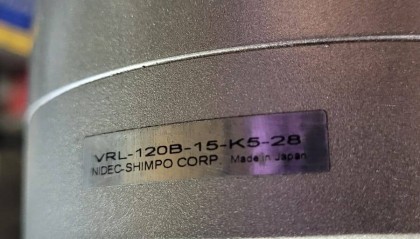 VRL-120B-15-K5-28
NIDEC-SHIMPO CORP. Made in Japan